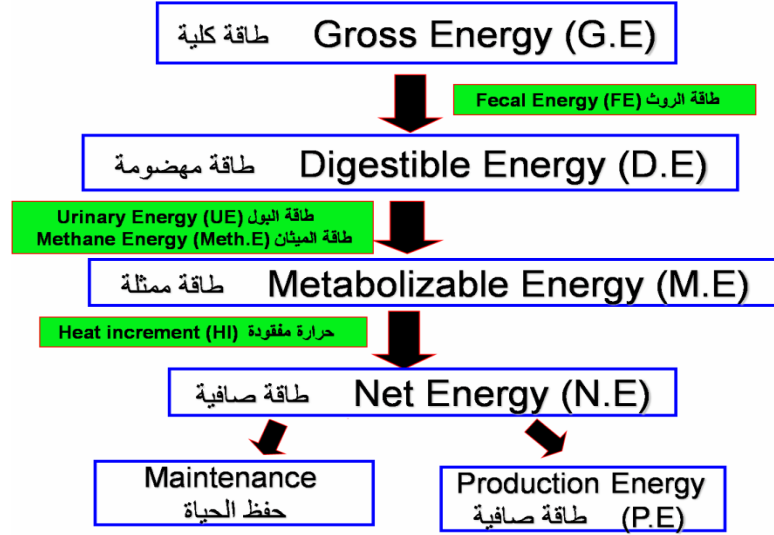 طاقة كلية Gross Energy (G.E)
Fecal Energy (FE) طاقة الروث
طاقة مهضومة Digestible Energy (D.E)
Urinary Energy (UE) طاقة البول
Methane Energy (Meth.E) طاقة الميثان
طاقة ممثلة Metabolizable Energy (M.E)
Heat increment (HI) حرارة مفقودة
طاقة صافية Net Energy (N.E)
Maintenance
حفظ الحياة
Production Energy
طاقة صافية (P.E)